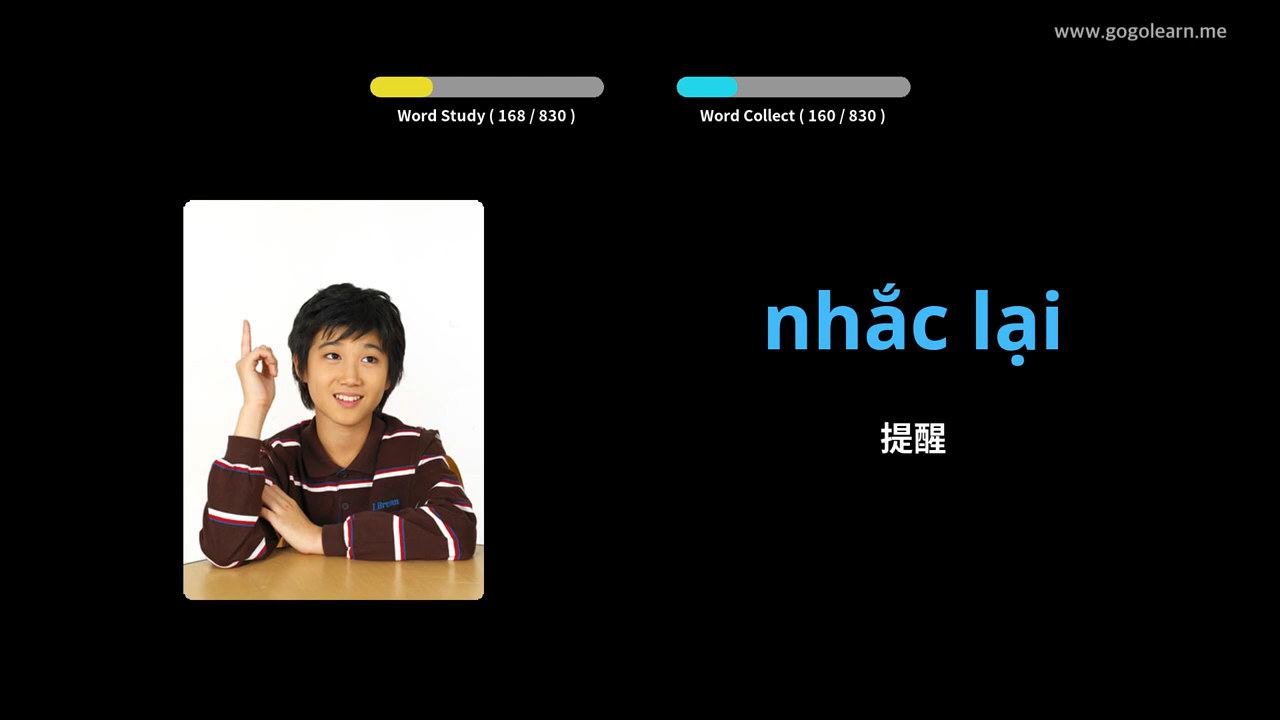 www.gogolearn.me
Word Study ( 168 / 830 )
Word Collect ( 160 / 830 )
nhắc lại
提醒